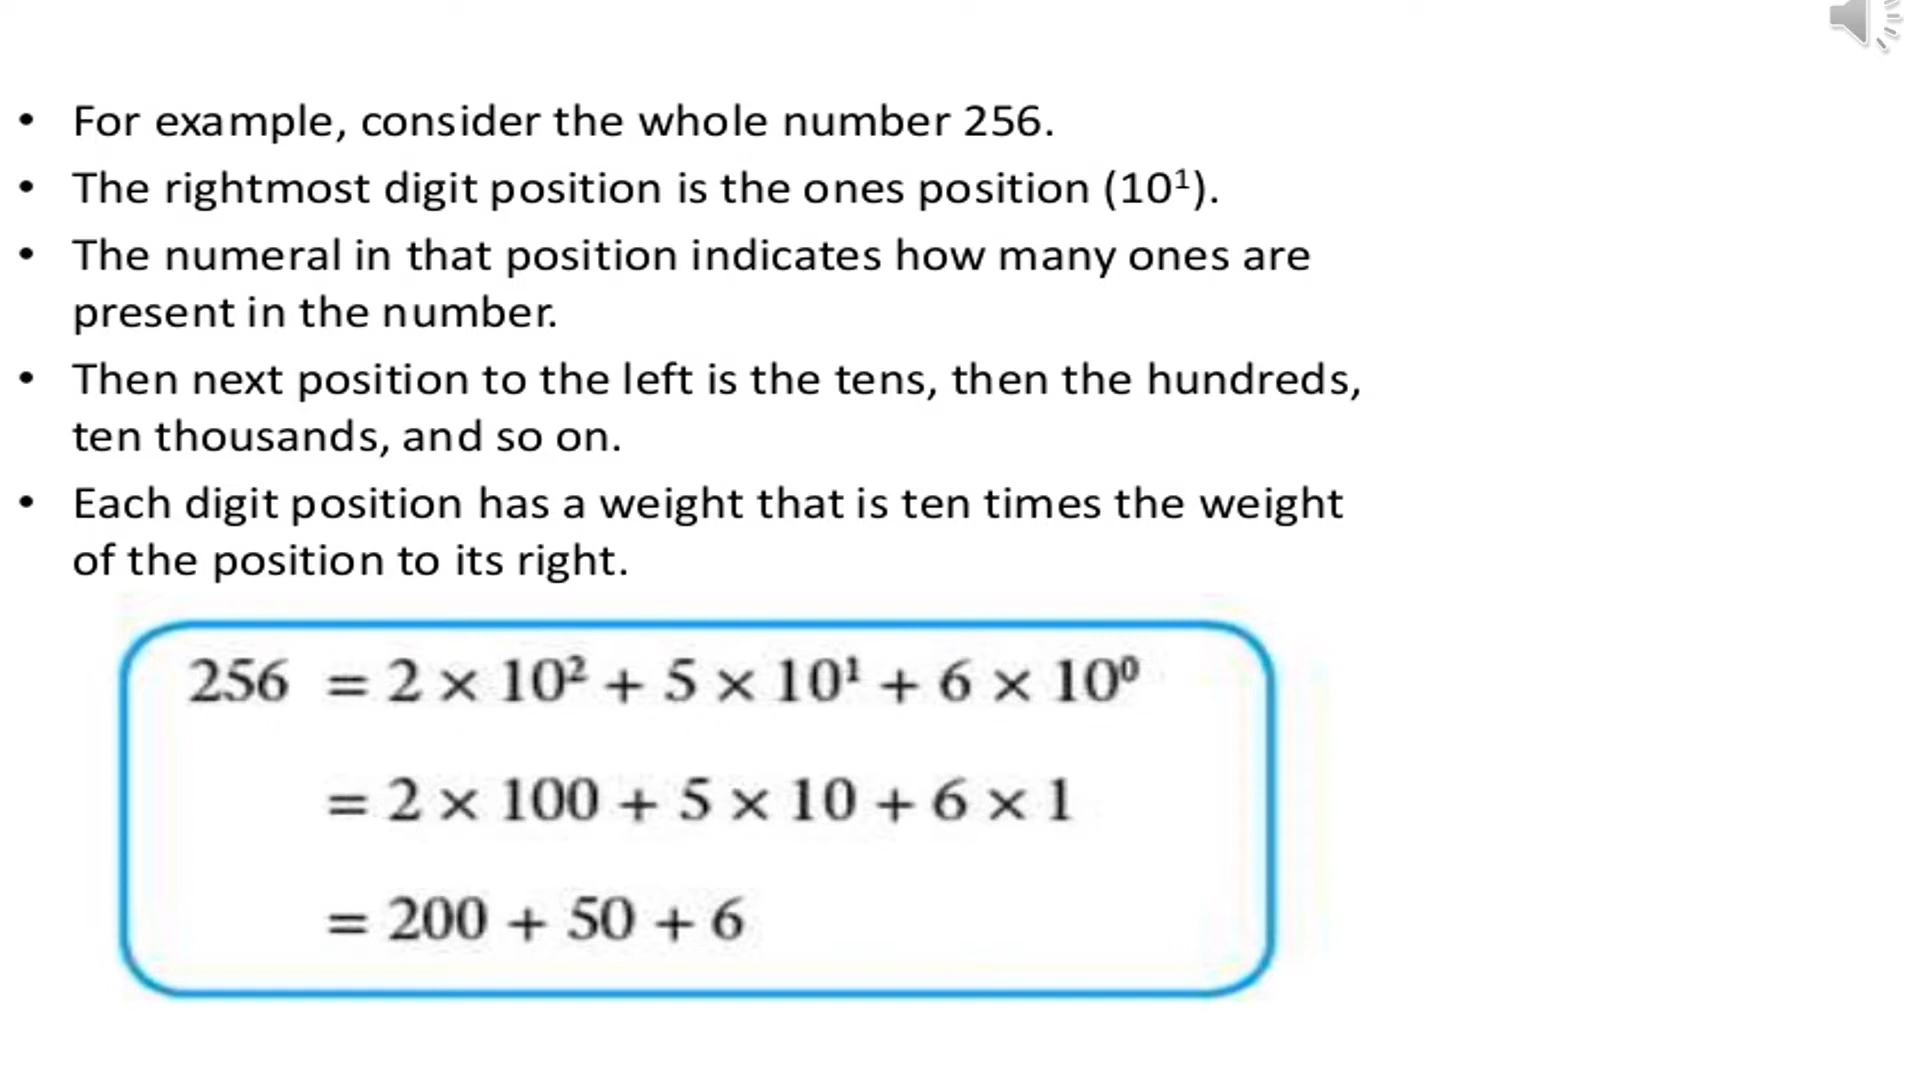 • For example, consider the whole number 256.
• The rightmost digit position is the ones position (10¹).
• The numeral in that position indicates how many ones are
present in the number.
• Then next position to the left is the tens, then the hundreds,
ten thousands, and so on.
• Each digit position has a weight that is ten times the weight
of the position to its right.
256 = 2 × 10² + 5 × 10¹ + 6 × 10⁰
= 2 × 100 + 5 × 10 + 6 × 1
= 200 + 50 + 6